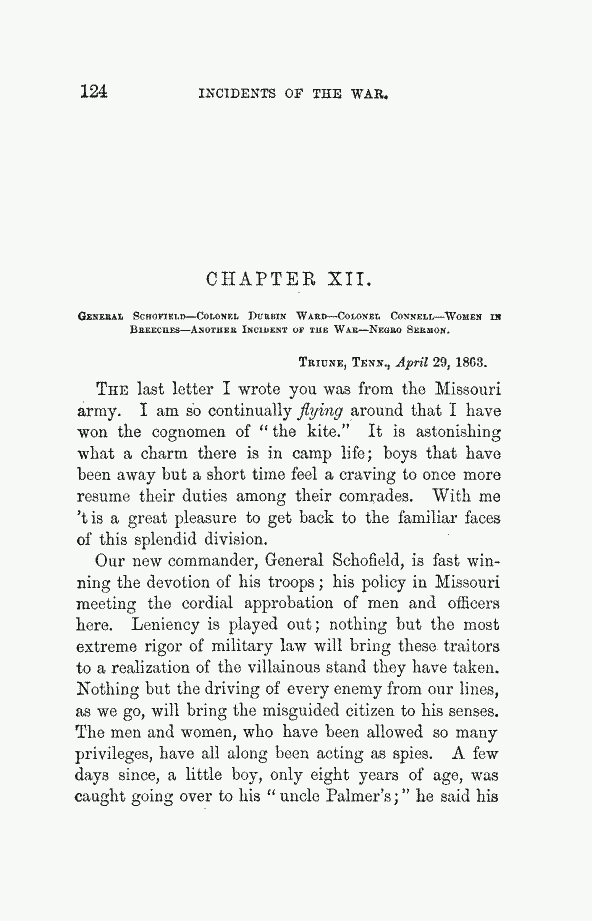 124 INCIDENTS OF THE WAR.
CHAPTER XII.
GENERAL SCHOFIELD—COLONEL DURBIN WARD—COLONEL CONNELL—WOMEN IN
BREECHES—ANOTHER INCIDENT OF THE WAR—NEGRO SERMON.
TRIUNE, TENN., April 29, 1863.
THE last letter I wrote you was from the Missouri
army. I am so continually flying around that I have
won the cognomen of "the kite." It is astonishing
what a charm there is in camp life; boys that have
been away but a short time feel a craving to once more
resume their duties among their comrades. With me
't is a great pleasure to get back to the familiar faces
of this splendid division.
Our new commander, General Schofield, is fast win-
ning the devotion of his troops; his policy in Missouri
meeting the cordial approbation of men and officers
here. Leniency is played out; nothing but the most
extreme rigor of military law will bring these traitors
to a realization of the villainous stand they have taken.
Nothing but the driving of every enemy from our lines,
as we go, will bring the misguided citizen to his senses.
The men and women, who have been allowed so many
privileges, have all along been acting as spies. A few
days since, a little boy, only eight years of age, was
caught going over to his "uncle Palmer's;" he said his